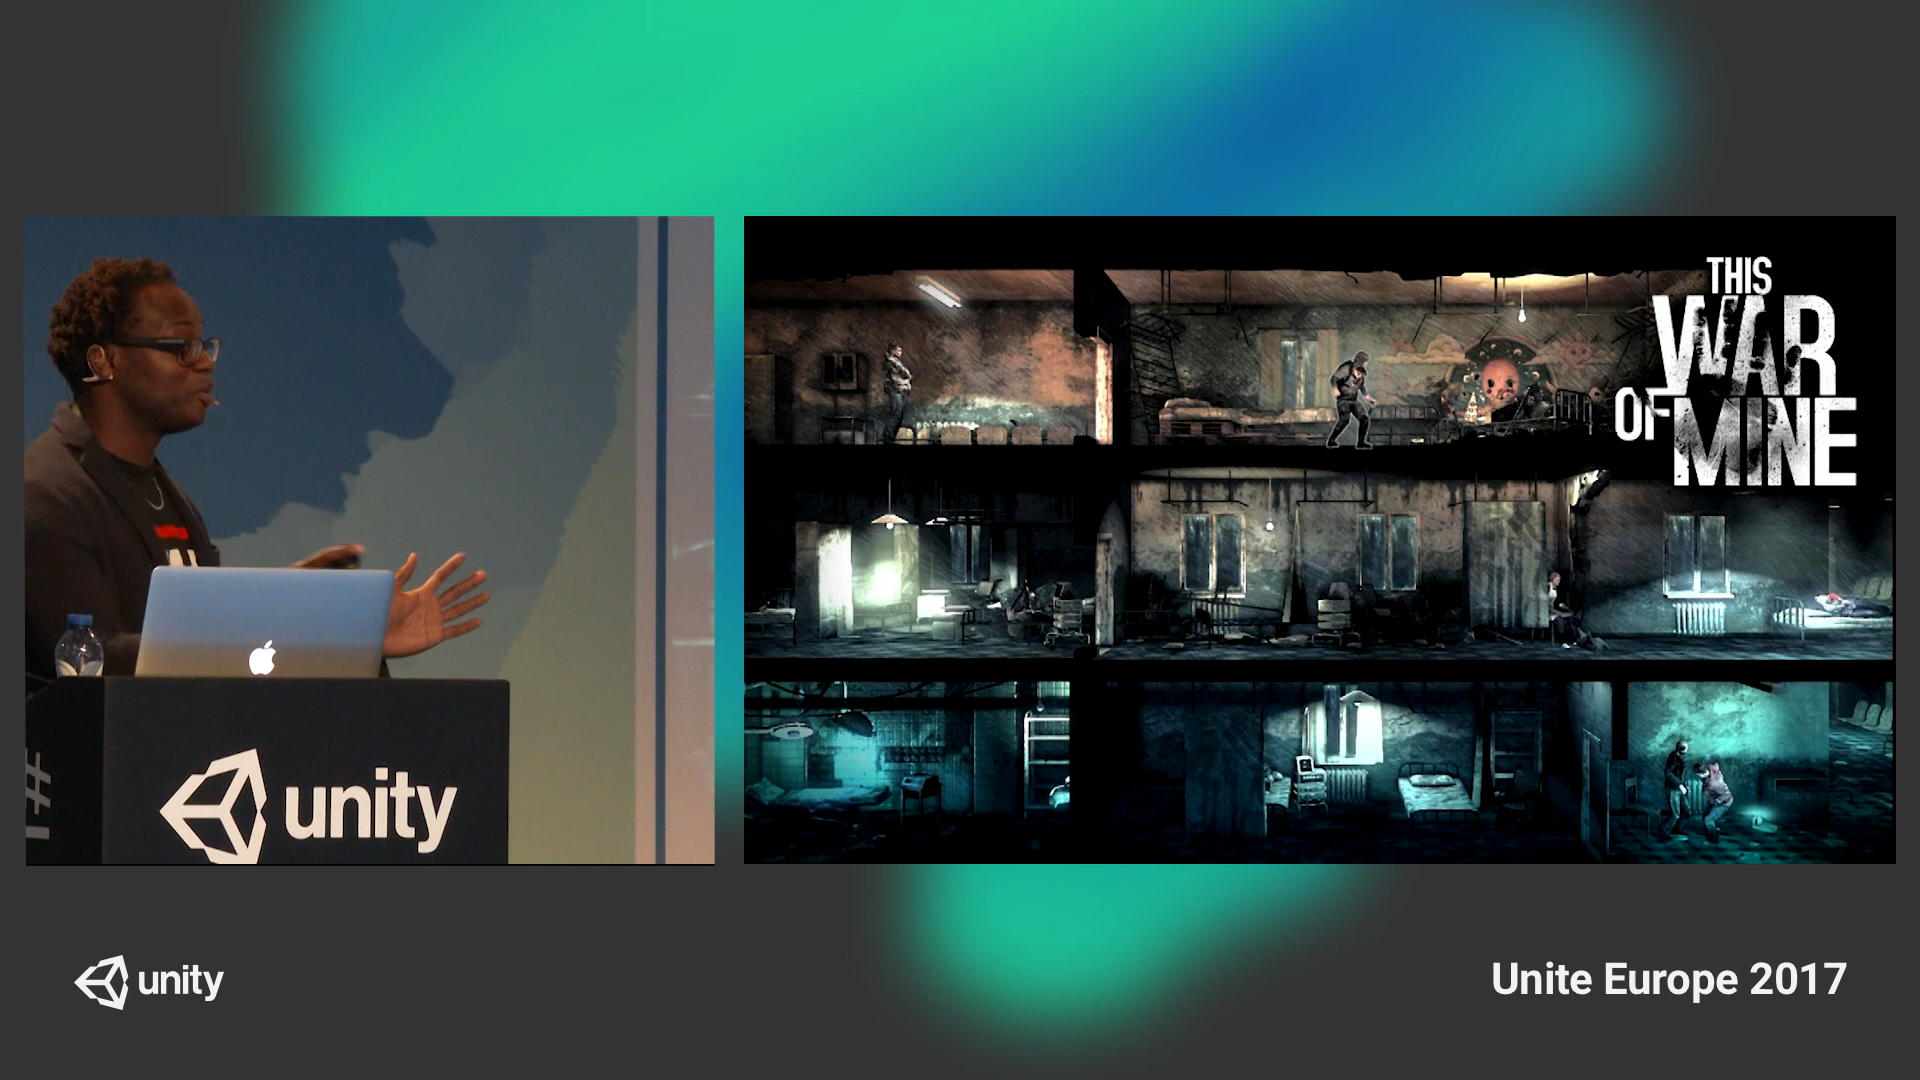 THIS
WAR
OF MINE
unity
unity
Unite Europe 2017